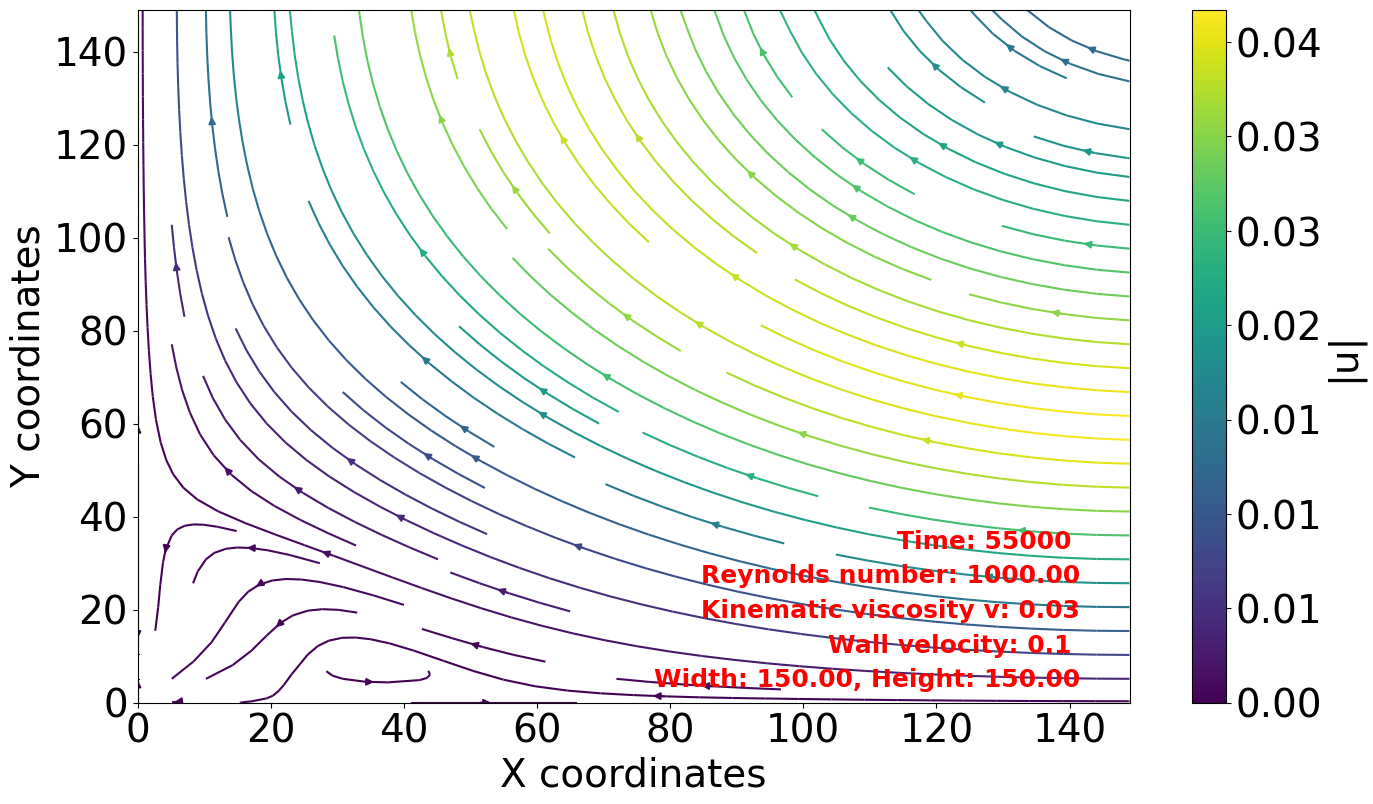 140
120
100
80
60
40
20
0
Y coordinates
0 20 40 60 80 100 120 140
X coordinates
Time: 55000
Reynolds number: 1000.00
Kinematic viscosity v: 0.03
Wall velocity: 0.1
Width: 150.00, Height: 150.00
0.04
0.03
0.03
0.02
0.01
0.01
0.01
0.00
|u|